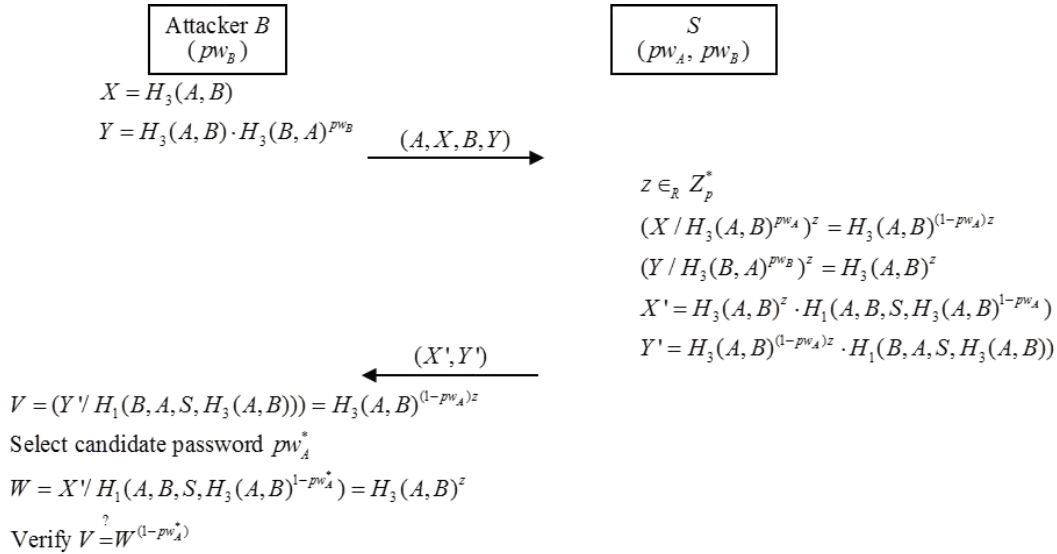 Attacker B
(pw_B)
S
(pw_A, pw_B)
X = H_3(A, B)
Y = H_3(A, B) · H_3(B, A)^{pw_B}
(A, X, B, Y)
z ∈_R Z_p^*
(X / H_3(A, B)^{pw_A})^z = H_3(A, B)^{(1-pw_A)z}
(Y / H_3(B, A)^{pw_B})^z = H_3(A, B)^z
X' = H_3(A, B)^z · H_1(A, B, S, H_3(A, B)^{1-pw_A})
Y' = H_3(A, B)^{(1-pw_A)z} · H_1(B, A, S, H_3(A, B))
(X', Y')
V = (Y'/ H_1(B, A, S, H_3(A, B))) = H_3(A, B)^{(1-pw_A)z}
Select candidate password pw_A^*
W = X'/ H_1(A, B, S, H_3(A, B)^{1-pw_A^*}) = H_3(A, B)^z
Verify V =^? W^{(1-pw_A^*)}